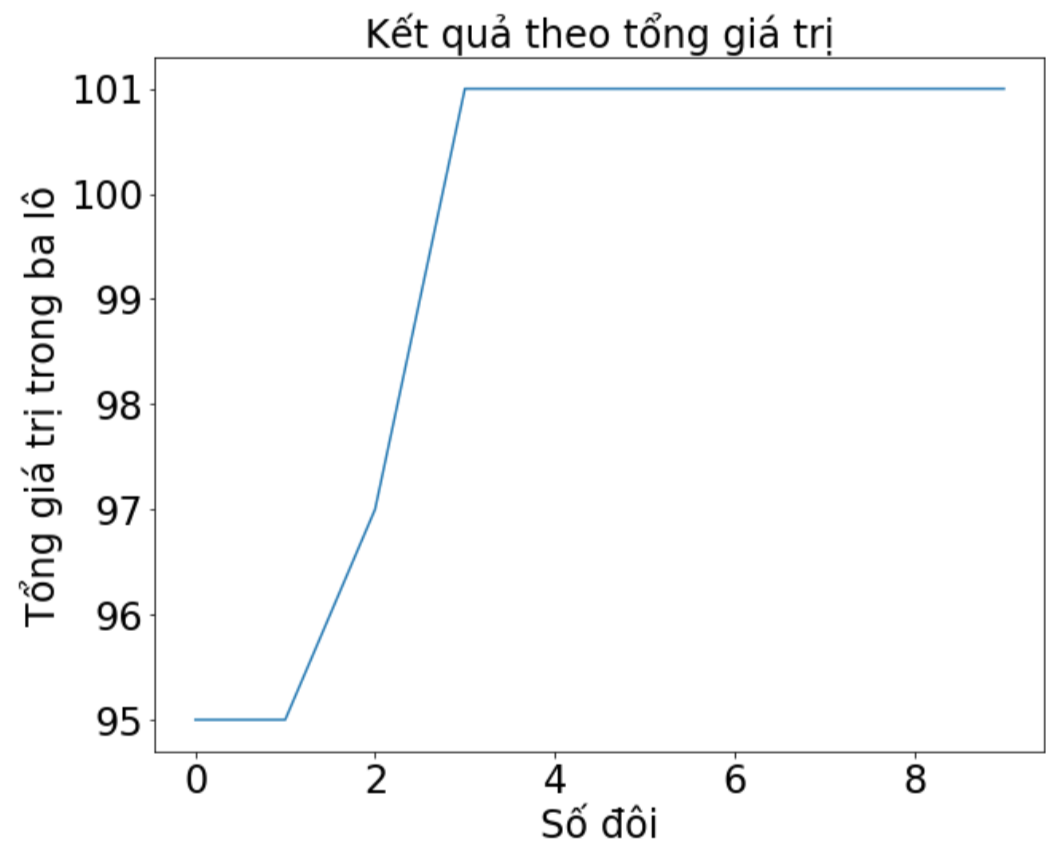 Kết quả theo tổng giá trị
Tổng giá trị trong ba lô
101
100
99
98
97
96
95
0 2 4 6 8
Số đôi